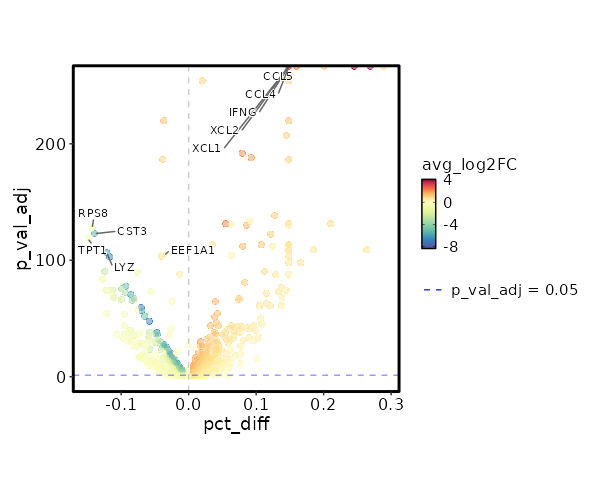 CCL5
CCL4
IFNG
XCL2
XCL1
RPS8
CST3
TPT1
EEF1A1
LYZ
200
100
0
p_val_adj
-0.1
0.0
0.1
0.2
0.3
pct_diff
avg_log2FC
4
0
-4
-8
p_val_adj = 0.05